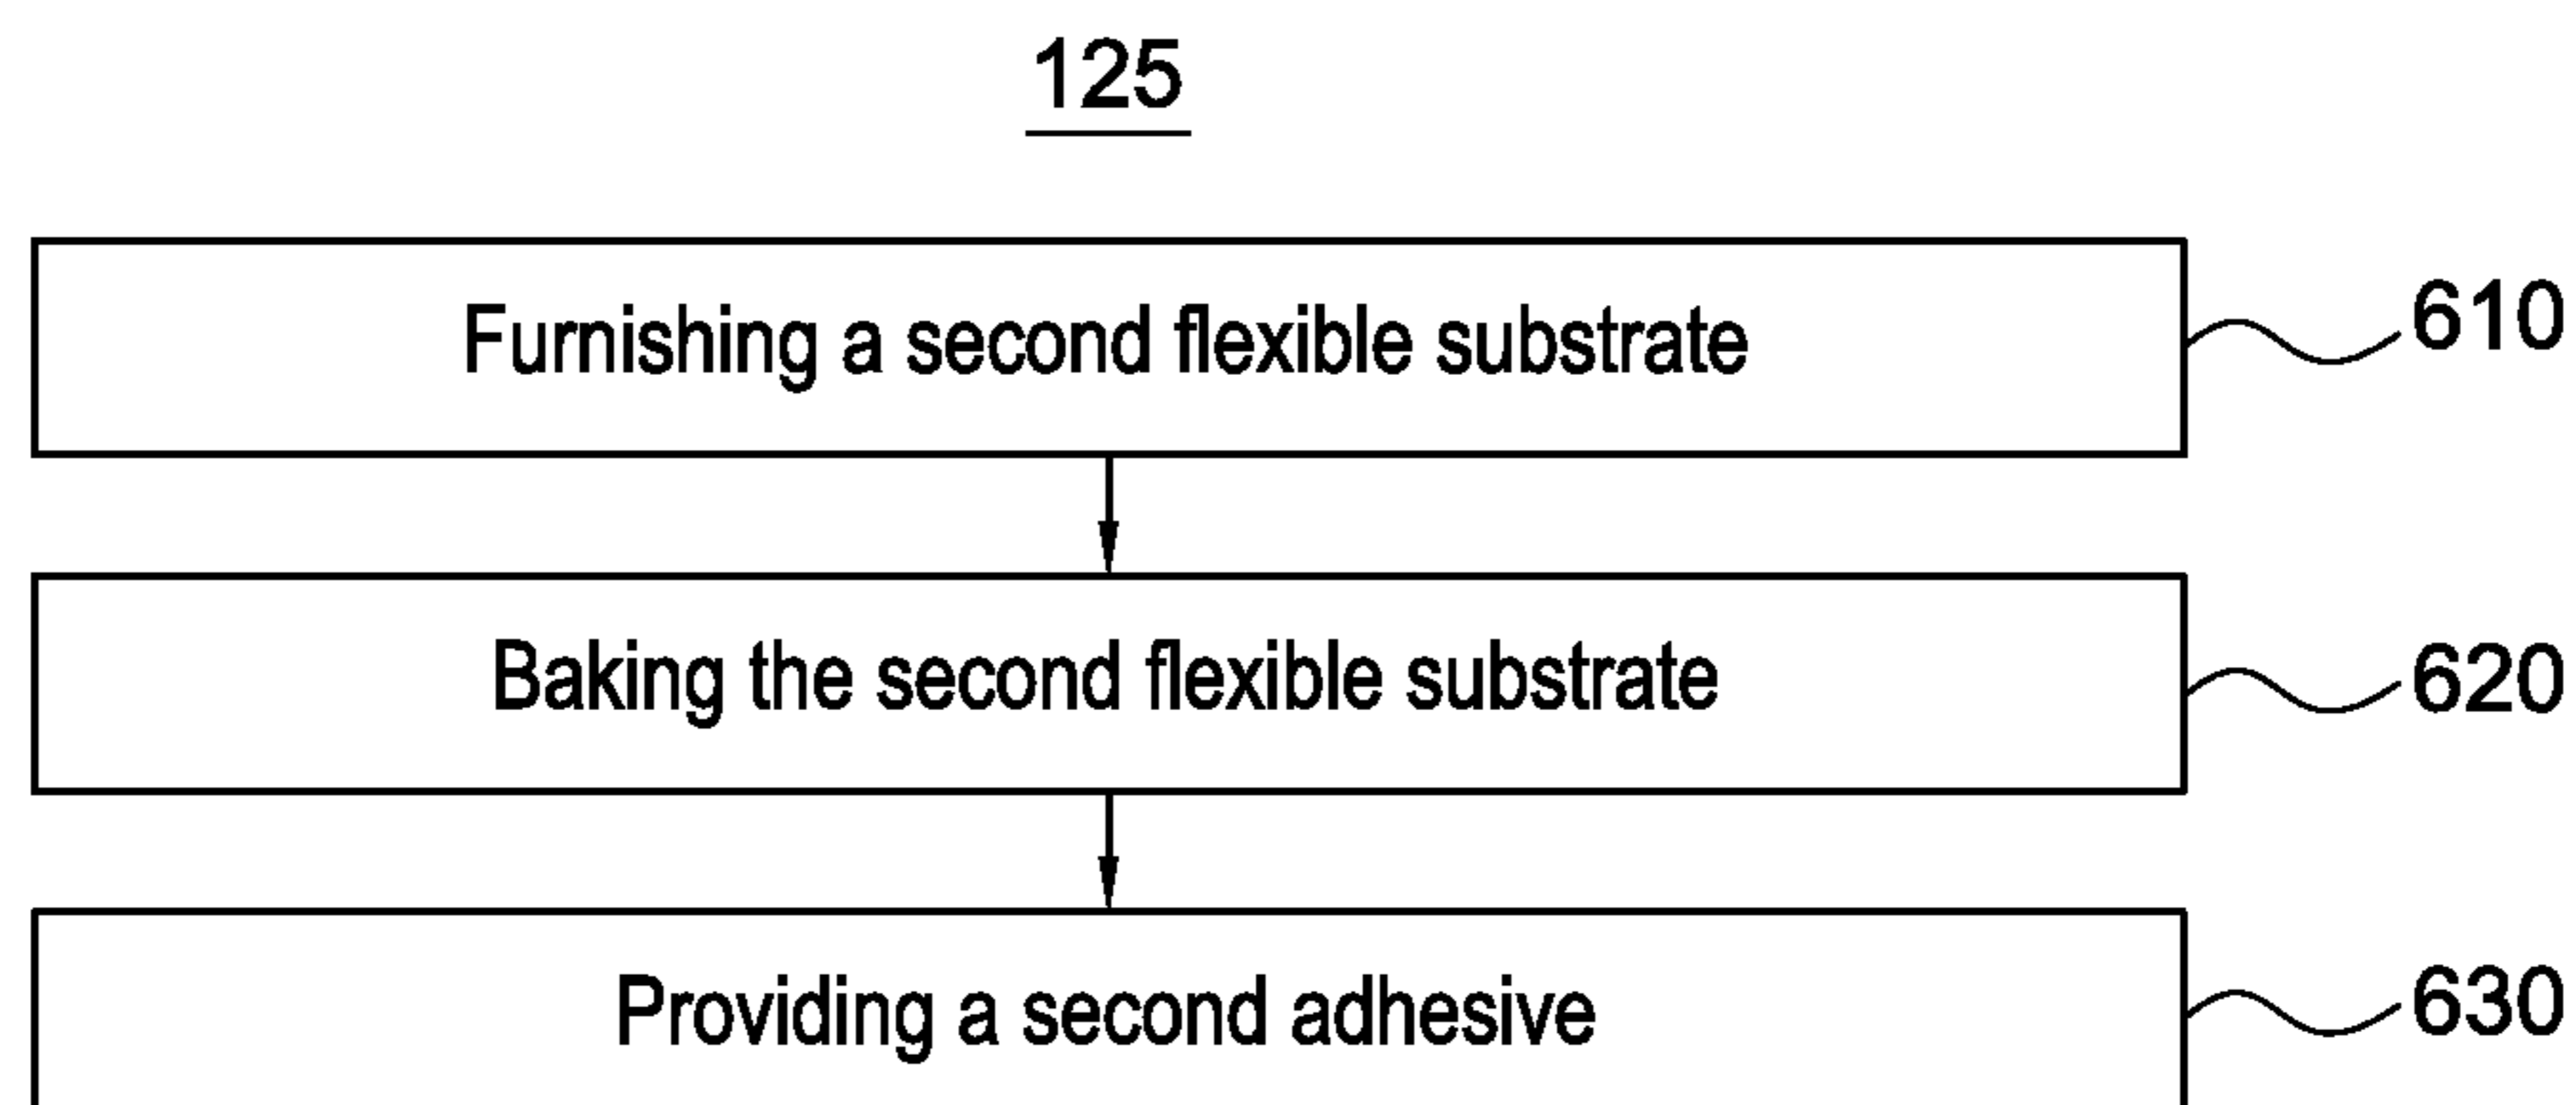 125
Furnishing a second flexible substrate
610
Baking the second flexible substrate
620
Providing a second adhesive
630